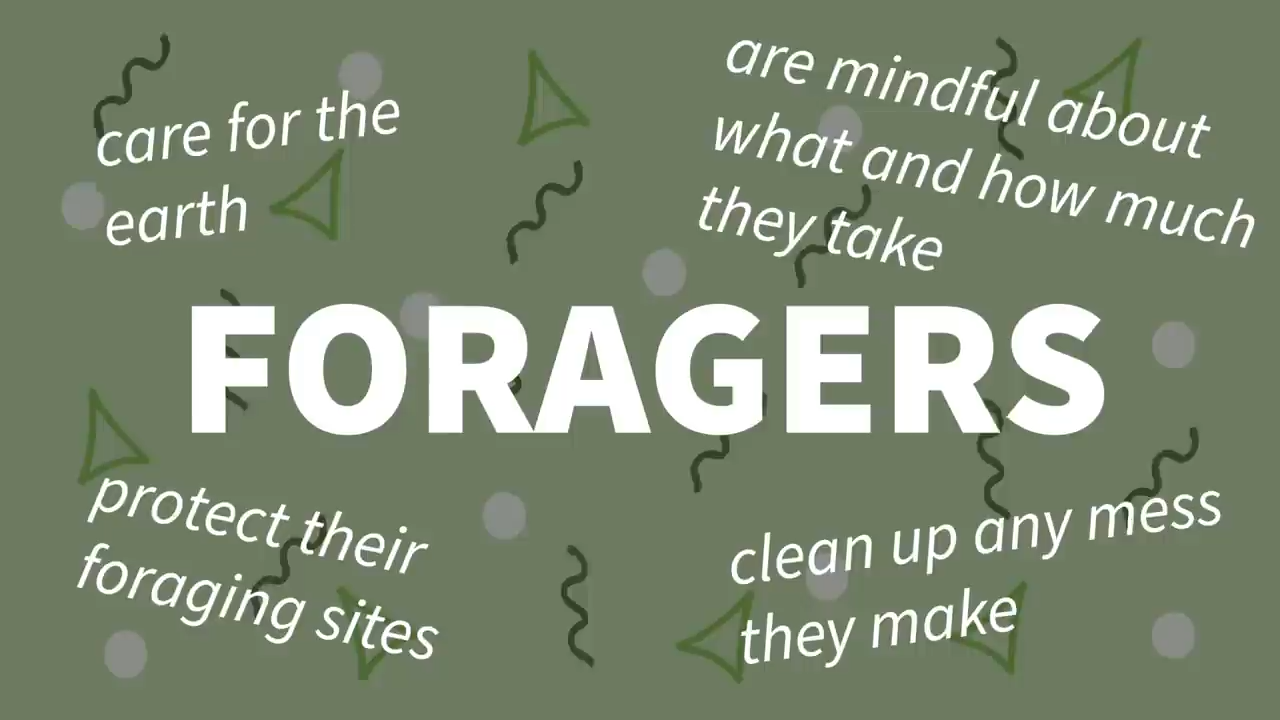 care for the
earth
are mindful about
what and how much
they take
FORAGERS
protect their
foraging sites
clean up any mess
they make